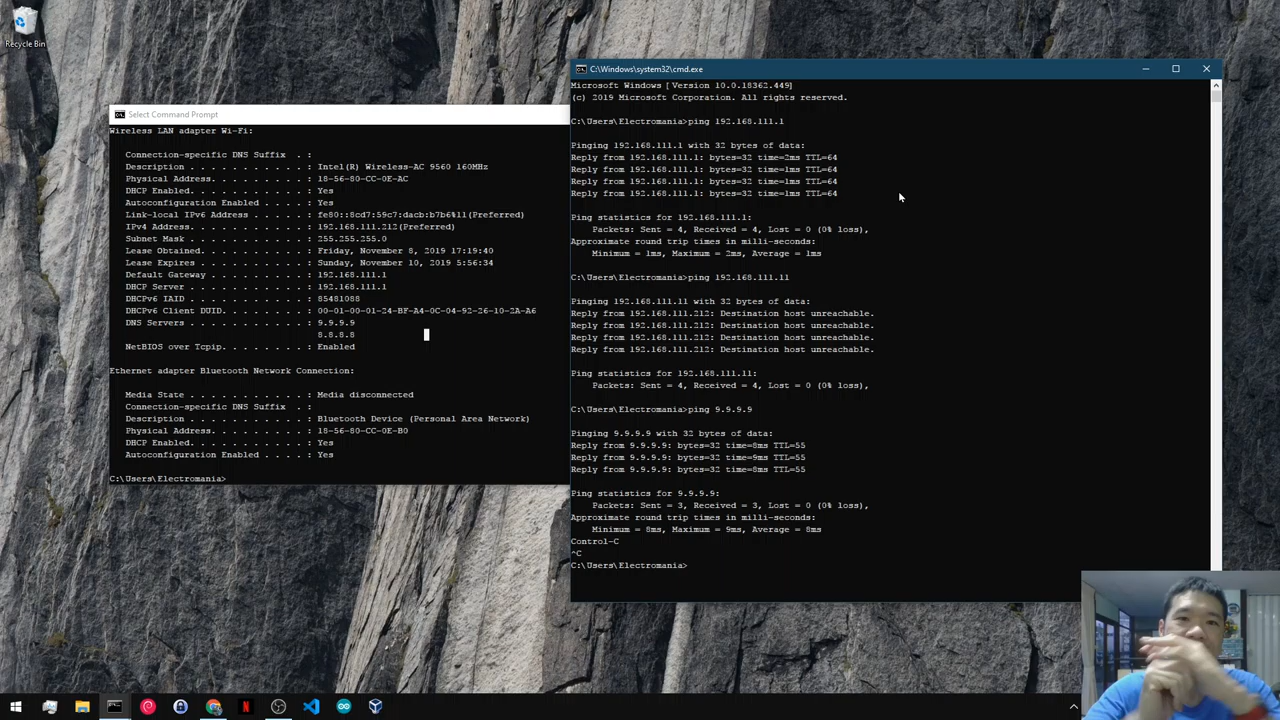 Recycle Bin
Select Command Prompt
Wireless LAN adapter Wi-Fi:
Connection-specific DNS Suffix  . :
Description . . . . . . . . . . . : Intel(R) Wireless-AC 9560 160MHz
Physical Address. . . . . . . . . : 18-56-80-CC-0E-AC
DHCP Enabled. . . . . . . . . . . : Yes
Autoconfiguration Enabled . . . . : Yes
Link-local IPv6 Address . . . . . : fe80::8cd7:59c7:dacb:b7b6%11(Preferred)
IPv4 Address. . . . . . . . . . . : 192.168.111.212(Preferred)
Subnet Mask . . . . . . . . . . . : 255.255.255.0
Lease Obtained. . . . . . . . . . : Friday, November 8, 2019 17:19:40
Lease Expires . . . . . . . . . . : Sunday, November 10, 2019 5:56:34
Default Gateway . . . . . . . . . : 192.168.111.1
DHCP Server . . . . . . . . . . . : 192.168.111.1
DHCPv6 IAID . . . . . . . . . . . : 85481088
DHCPv6 Client DUID. . . . . . . . : 00-01-00-01-24-BF-A4-0C-04-92-26-10-2A-A6
DNS Servers . . . . . . . . . . . : 9.9.9.9
8.8.8.8
NetBIOS over Tcpip. . . . . . . . : Enabled
Ethernet adapter Bluetooth Network Connection:
Media State . . . . . . . . . . . : Media disconnected
Connection-specific DNS Suffix  . :
Description . . . . . . . . . . . : Bluetooth Device (Personal Area Network)
Physical Address. . . . . . . . . : 18-56-80-CC-0E-B0
DHCP Enabled. . . . . . . . . . . : Yes
Autoconfiguration Enabled . . . . : Yes
C:\Users\Electromania>
C:\Windows\system32\cmd.exe
Microsoft Windows [Version 10.0.18362.449]
(c) 2019 Microsoft Corporation. All rights reserved.
C:\Users\Electromania>ping 192.168.111.1
Pinging 192.168.111.1 with 32 bytes of data:
Reply from 192.168.111.1: bytes=32 time=2ms TTL=64
Reply from 192.168.111.1: bytes=32 time=1ms TTL=64
Reply from 192.168.111.1: bytes=32 time=1ms TTL=64
Reply from 192.168.111.1: bytes=32 time=1ms TTL=64
Ping statistics for 192.168.111.1:
Packets: Sent = 4, Received = 4, Lost = 0 (0% loss),
Approximate round trip times in milli-seconds:
Minimum = 1ms, Maximum = 2ms, Average = 1ms
C:\Users\Electromania>ping 192.168.111.11
Pinging 192.168.111.11 with 32 bytes of data:
Reply from 192.168.111.212: Destination host unreachable.
Reply from 192.168.111.212: Destination host unreachable.
Reply from 192.168.111.212: Destination host unreachable.
Reply from 192.168.111.212: Destination host unreachable.
Ping statistics for 192.168.111.11:
Packets: Sent = 4, Received = 4, Lost = 0 (0% loss),
C:\Users\Electromania>ping 9.9.9.9
Pinging 9.9.9.9 with 32 bytes of data:
Reply from 9.9.9.9: bytes=32 time=8ms TTL=55
Reply from 9.9.9.9: bytes=32 time=9ms TTL=55
Reply from 9.9.9.9: bytes=32 time=8ms TTL=55
Ping statistics for 9.9.9.9:
Packets: Sent = 3, Received = 3, Lost = 0 (0% loss),
Approximate round trip times in milli-seconds:
Minimum = 8ms, Maximum = 9ms, Average = 8ms
Control-C
^C
C:\Users\Electromania>